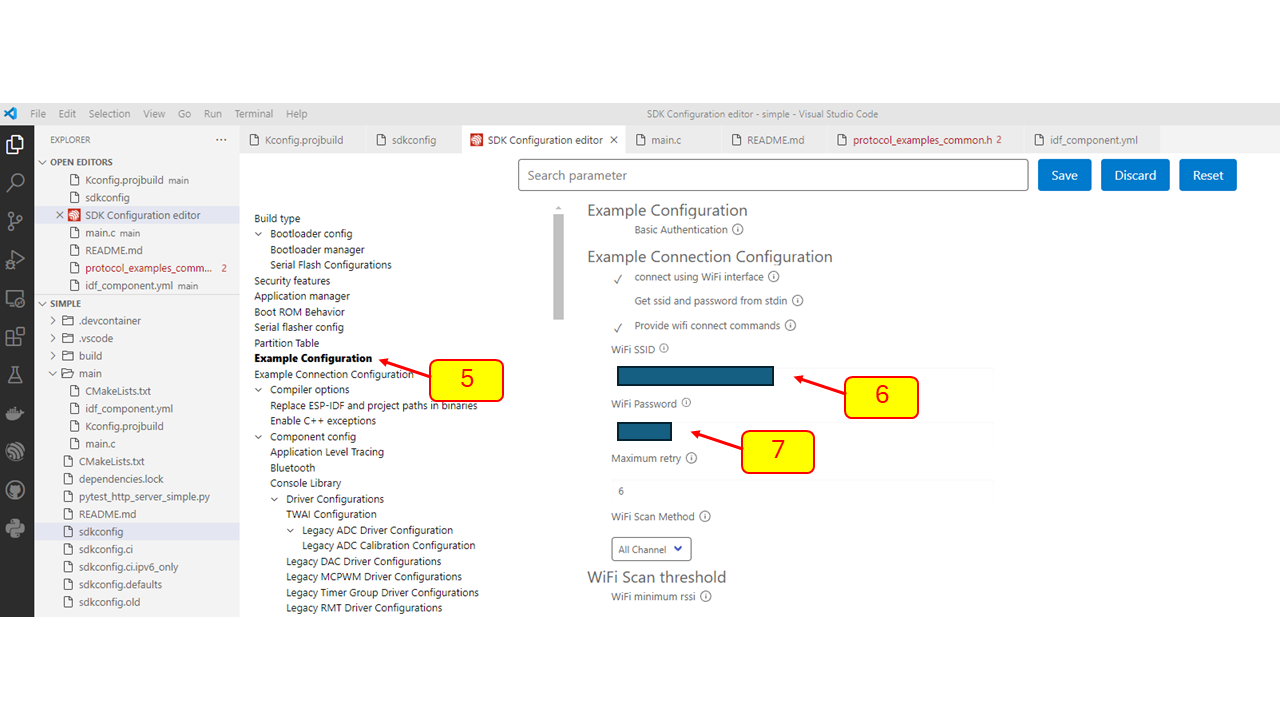 File Edit Selection View Go Run Terminal Help
SDK Configuration editor - simple - Visual Studio Code
EXPLORER ···
Kconfig.projbuild
sdkconfig
SDK Configuration editor
main.c
README.md
protocol_examples_common.h 2
idf_component.yml
OPEN EDITORS
Kconfig.projbuild main
sdkconfig
SDK Configuration editor
main.c main
README.md
protocol_examples_comm... 2
idf_component.yml main
SIMPLE
.devcontainer
.vscode
build
main
CMakeLists.txt
idf_component.yml
Kconfig.projbuild
main.c
CMakeLists.txt
dependencies.lock
pytest_http_server_simple.py
README.md
sdkconfig
sdkconfig.ci
sdkconfig.ci.ipv6_only
sdkconfig.defaults
sdkconfig.old
Search parameter
Save
Discard
Reset
Build type
Bootloader config
Bootloader manager
Serial Flash Configurations
Security features
Application manager
Boot ROM Behavior
Serial flasher config
Partition Table
Example Configuration
Example Connection Configuration
Compiler options
Replace ESP-IDF and project paths in binaries
Enable C++ exceptions
Component config
Application Level Tracing
Bluetooth
Console Library
Driver Configurations
TWAI Configuration
Legacy ADC Driver Configuration
Legacy ADC Calibration Configuration
Legacy DAC Driver Configurations
Legacy MCPWM Driver Configurations
Legacy Timer Group Driver Configurations
Legacy RMT Driver Configurations
5
Example Configuration
Basic Authentication
Example Connection Configuration
connect using WiFi interface
Get ssid and password from stdin
Provide wifi connect commands
WiFi SSID
6
WiFi Password
7
Maximum retry
6
WiFi Scan Method
All Channel
WiFi Scan threshold
WiFi minimum rssi